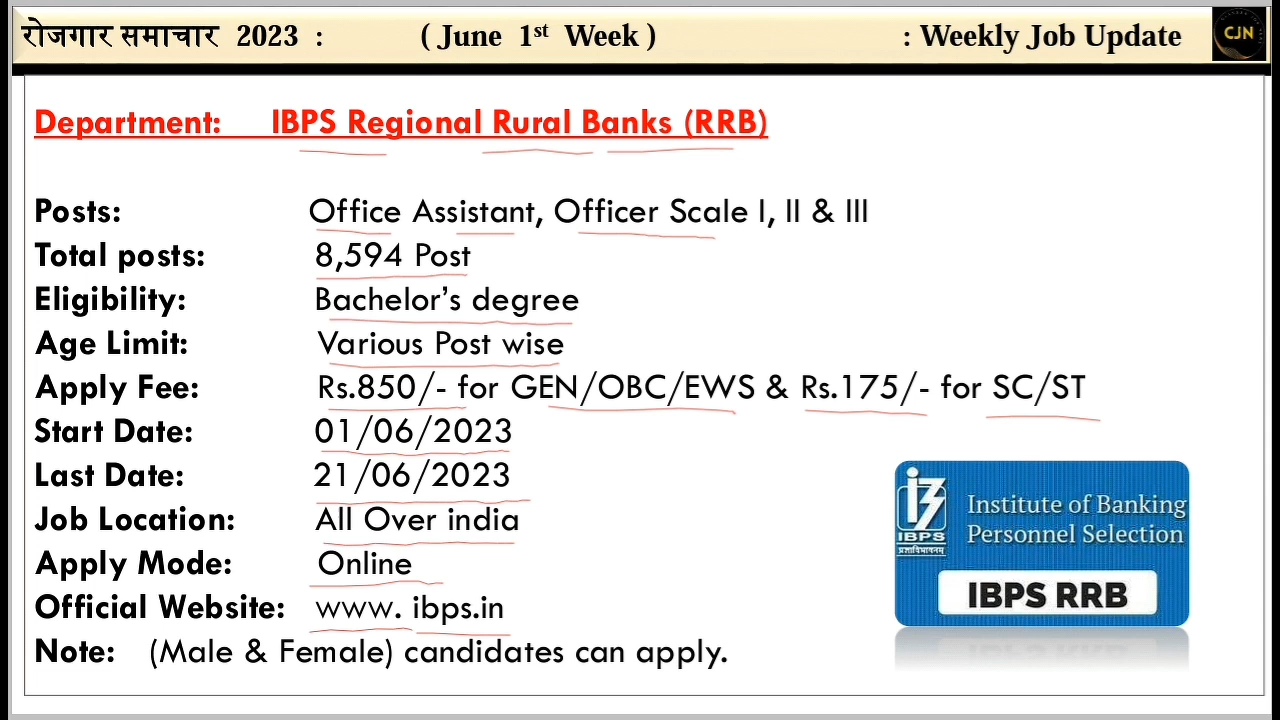 रोजगार समाचार 2023 : ( June 1st Week ) : Weekly Job Update
CJN
Department: IBPS Regional Rural Banks (RRB)
Posts: Office Assistant, Officer Scale I, II & III
Total posts: 8,594 Post
Eligibility: Bachelor's degree
Age Limit: Various Post wise
Apply Fee: Rs.850/- for GEN/OBC/EWS & Rs.175/- for SC/ST
Start Date: 01/06/2023
Last Date: 21/06/2023
Job Location: All Over india
Apply Mode: Online
Official Website: www. ibps.in
Note: (Male & Female) candidates can apply.
Institute of Banking
Personnel Selection
IBPS
IBPS RRB